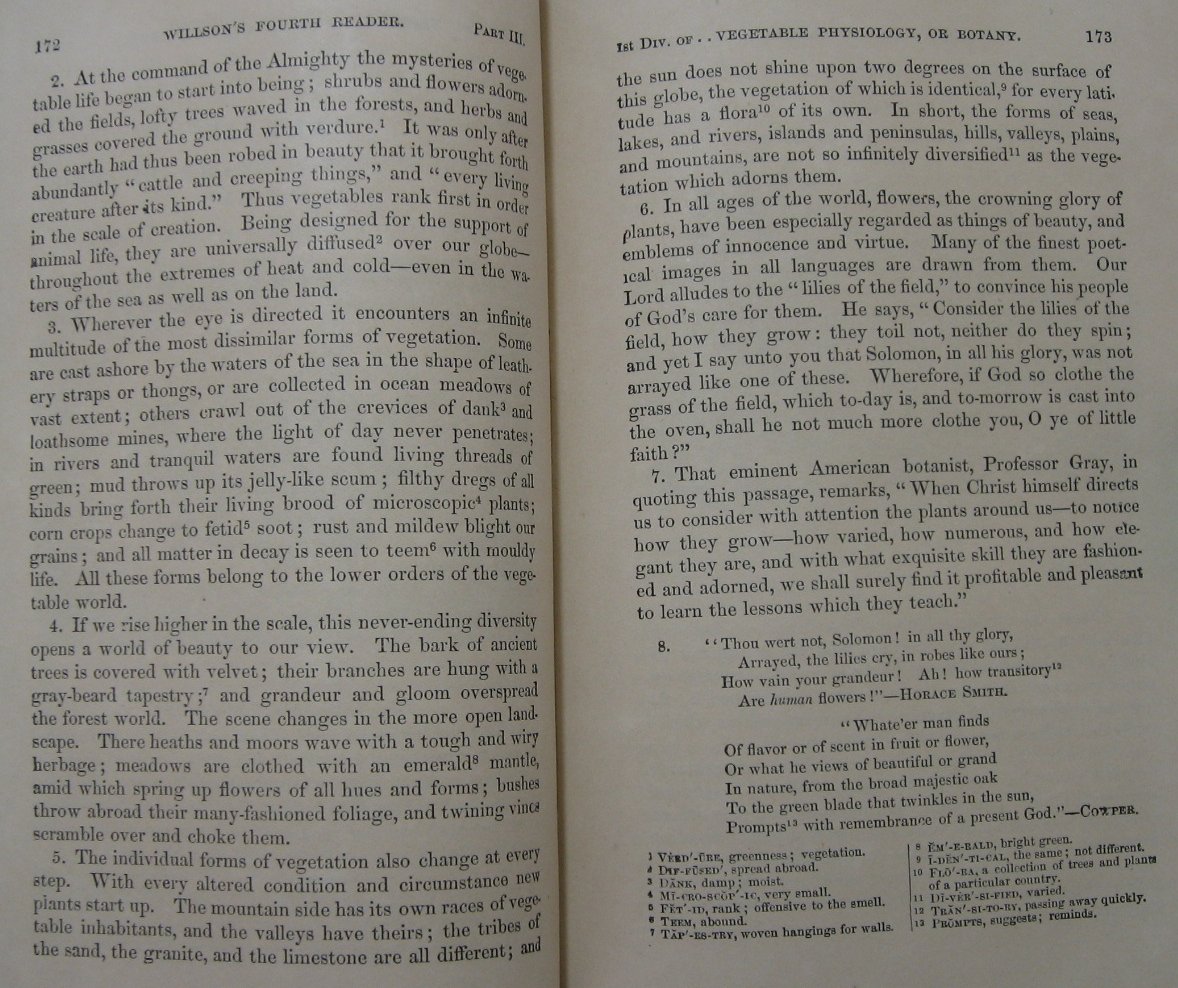 172 WILLSON'S FOURTH READER. PART III.
2. At the command of the Almighty the mysteries of vege-
table life began to start into being; shrubs and flowers adorn-
ed the fields, lofty trees waved in the forests, and herbs and
grasses covered the ground with verdure.¹ It was only after
the earth had thus been robed in beauty that it brought forth
abundantly "cattle and creeping things," and "every living
creature after its kind." Thus vegetables rank first in order
in the scale of creation. Being designed for the support of
animal life, they are universally diffused² over our globe—
throughout the extremes of heat and cold—even in the wa-
ters of the sea as well as on the land.
3. Wherever the eye is directed it encounters an infinite
multitude of the most dissimilar forms of vegetation. Some
are cast ashore by the waters of the sea in the shape of leath-
ery straps or thongs, or are collected in ocean meadows of
vast extent; others crawl out of the crevices of dank³ and
loathsome mines, where the light of day never penetrates;
in rivers and tranquil waters are found living threads of
green; mud throws up its jelly-like scum; filthy dregs of all
kinds bring forth their living brood of microscopic⁴ plants;
corn crops change to fetid⁵ soot; rust and mildew blight our
grains; and all matter in decay is seen to teem⁶ with mouldy
life. All these forms belong to the lower orders of the vege-
table world.
4. If we rise higher in the scale, this never-ending diversity
opens a world of beauty to our view. The bark of ancient
trees is covered with velvet; their branches are hung with a
gray-beard tapestry;⁷ and grandeur and gloom overspread
the forest world. The scene changes in the more open land-
scape. There heaths and moors wave with a tough and wiry
herbage; meadows are clothed with an emerald⁸ mantle,
amid which spring up flowers of all hues and forms; bushes
throw abroad their many-fashioned foliage, and twining vines
scramble over and choke them.
5. The individual forms of vegetation also change at every
step. With every altered condition and circumstance new
plants start up. The mountain side has its own races of vege-
table inhabitants, and the valleys have theirs; the tribes of
the sand, the granite, and the limestone are all different; and
1st DIV. OF . . VEGETABLE PHYSIOLOGY, OR BOTANY. 173
the sun does not shine upon two degrees on the surface of
this globe, the vegetation of which is identical,⁹ for every lati-
tude has a flora¹⁰ of its own. In short, the forms of seas,
lakes, and rivers, islands and peninsulas, hills, valleys, plains,
and mountains, are not so infinitely diversified¹¹ as the vege-
tation which adorns them.
6. In all ages of the world, flowers, the crowning glory of
plants, have been especially regarded as things of beauty, and
emblems of innocence and virtue. Many of the finest poet-
ical images in all languages are drawn from them. Our
Lord alludes to the "lilies of the field," to convince his people
of God's care for them. He says, "Consider the lilies of the
field, how they grow: they toil not, neither do they spin;
and yet I say unto you that Solomon, in all his glory, was not
arrayed like one of these. Wherefore, if God so clothe the
grass of the field, which to-day is, and to-morrow is cast into
the oven, shall he not much more clothe you, O ye of little
faith?"
7. That eminent American botanist, Professor Gray, in
quoting this passage, remarks, "When Christ himself directs
us to consider with attention the plants around us—to notice
how they grow—how varied, how numerous, and how ele-
gant they are, and with what exquisite skill they are fashion-
ed and adorned, we shall surely find it profitable and pleasant
to learn the lessons which they teach."
8. "Thou wert not, Solomon! in all thy glory,
Arrayed, the lilies cry, in robes like ours;
How vain your grandeur! Ah! how transitory¹²
Are human flowers!"—HORACE SMITH.
"Whate'er man finds
Of flavor or of scent in fruit or flower,
Or what he views of beautiful or grand
In nature, from the broad majestic oak
To the green blade that twinkles in the sun,
Prompts¹³ with remembrance of a present God."—COWPER.
1 VĔRD'-ŪRE, greenness; vegetation.
2 DIF-FŪSED', spread abroad.
3 DĂNK, damp; moist.
4 MĪ-CRO-SCŎP'-IC, very small.
5 FĔT'-ID, rank; offensive to the smell.
6 TEEM, abound.
7 TĂP'-ES-TRY, woven hangings for walls.
8 ĔM'-E-RALD, bright green.
9 Ī-DĔN'-TI-CAL, the same; not different.
10 FLŌ'-RA, a collection of trees and plants
of a particular country.
11 DĪ-VĔR'-SI-FIED, varied.
12 TRĂN'-SI-TO-RY, passing away quickly.
13 PRŎMPTS, suggests; reminds.